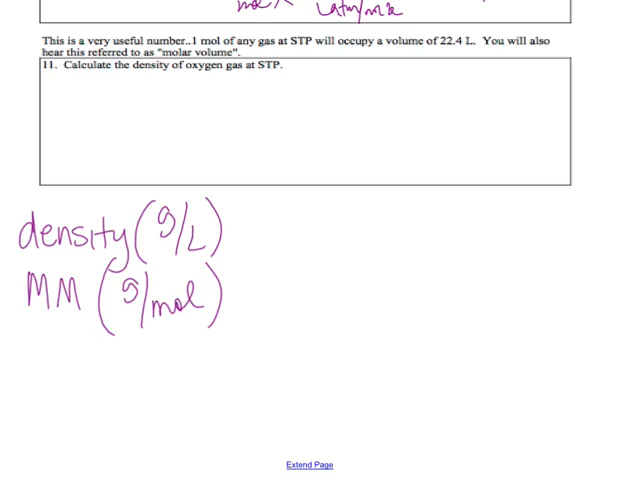 This is a very useful number..1 mol of any gas at STP will occupy a volume of 22.4 L. You will also
hear this referred to as "molar volume".
11. Calculate the density of oxygen gas at STP.
density (g/L)
MM (g/mol)
Extend Page